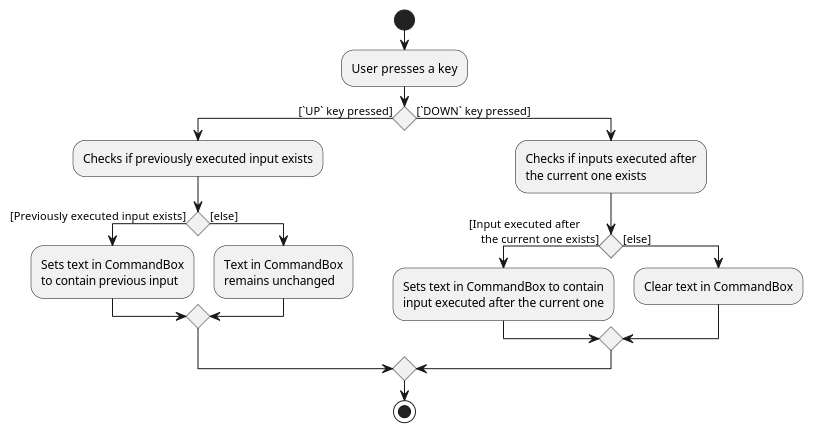 User presses a key
[`UP` key pressed]
[`DOWN` key pressed]
Checks if previously executed input exists
[Previously executed input exists]
[else]
Sets text in CommandBox
to contain previous input
Text in CommandBox
remains unchanged
Checks if inputs executed after
the current one exists
[Input executed after
the current one exists]
[else]
Sets text in CommandBox to contain
input executed after the current one
Clear text in CommandBox